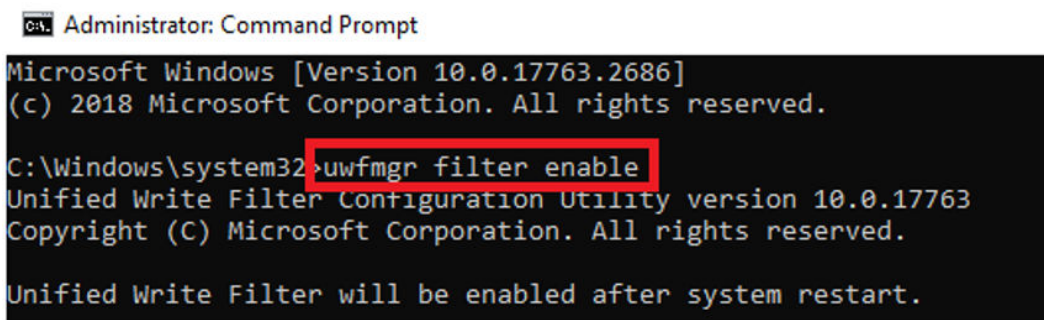 Administrator: Command Prompt
Microsoft Windows [Version 10.0.17763.2686]
(c) 2018 Microsoft Corporation. All rights reserved.
C:\Windows\system32>uwfmgr filter enable
Unified Write Filter Configuration Utility version 10.0.17763
Copyright (C) Microsoft Corporation. All rights reserved.
Unified Write Filter will be enabled after system restart.